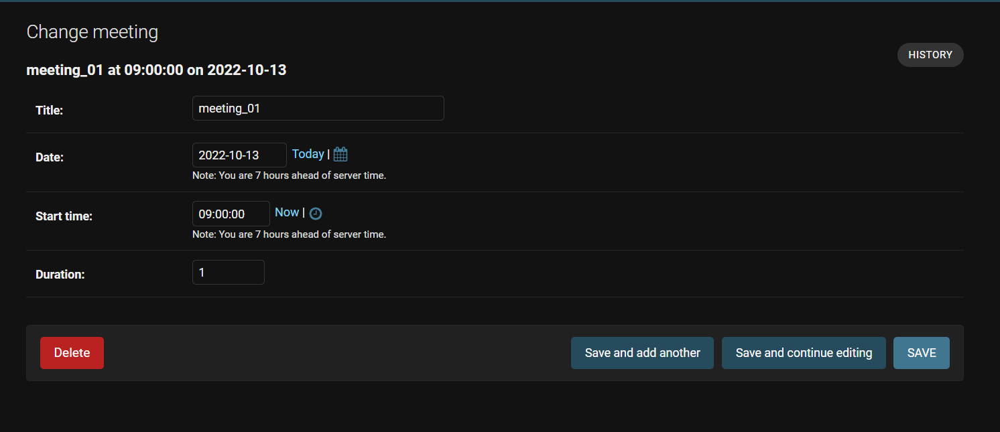 Change meeting
HISTORY
meeting_01 at 09:00:00 on 2022-10-13
Title: meeting_01
Date: 2022-10-13 Today |
Note: You are 7 hours ahead of server time.
Start time: 09:00:00 Now |
Note: You are 7 hours ahead of server time.
Duration: 1
Delete Save and add another Save and continue editing SAVE